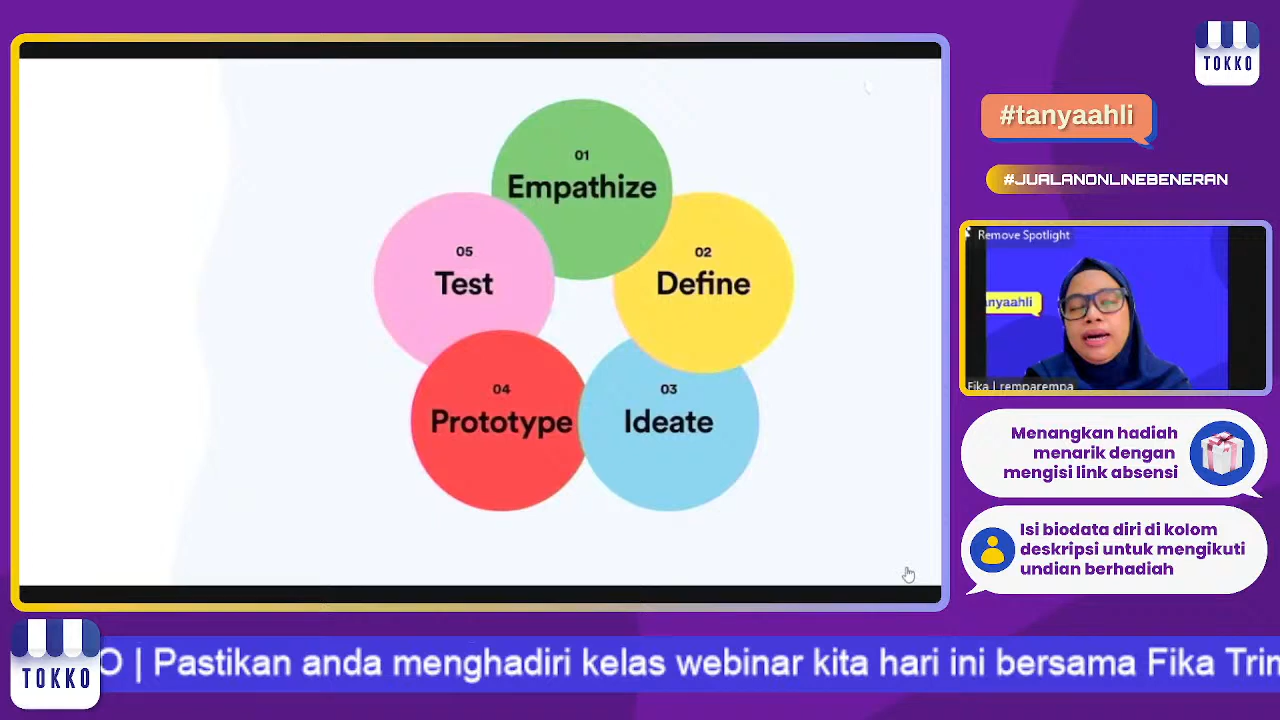 TOKKO
#tanyaahli
#JUALANONLINEBENERAN
01
Empathize
05
Test
02
Define
04
Prototype
03
Ideate
Remove Spotlight
anyaahli
Fika | remparempa
Menangkan hadiah
menarik dengan
mengisi link absensi
Isi biodata diri di kolom
deskripsi untuk mengikuti
undian berhadiah
TOKKO
O | Pastikan anda menghadiri kelas webinar kita hari ini bersama Fika Trim